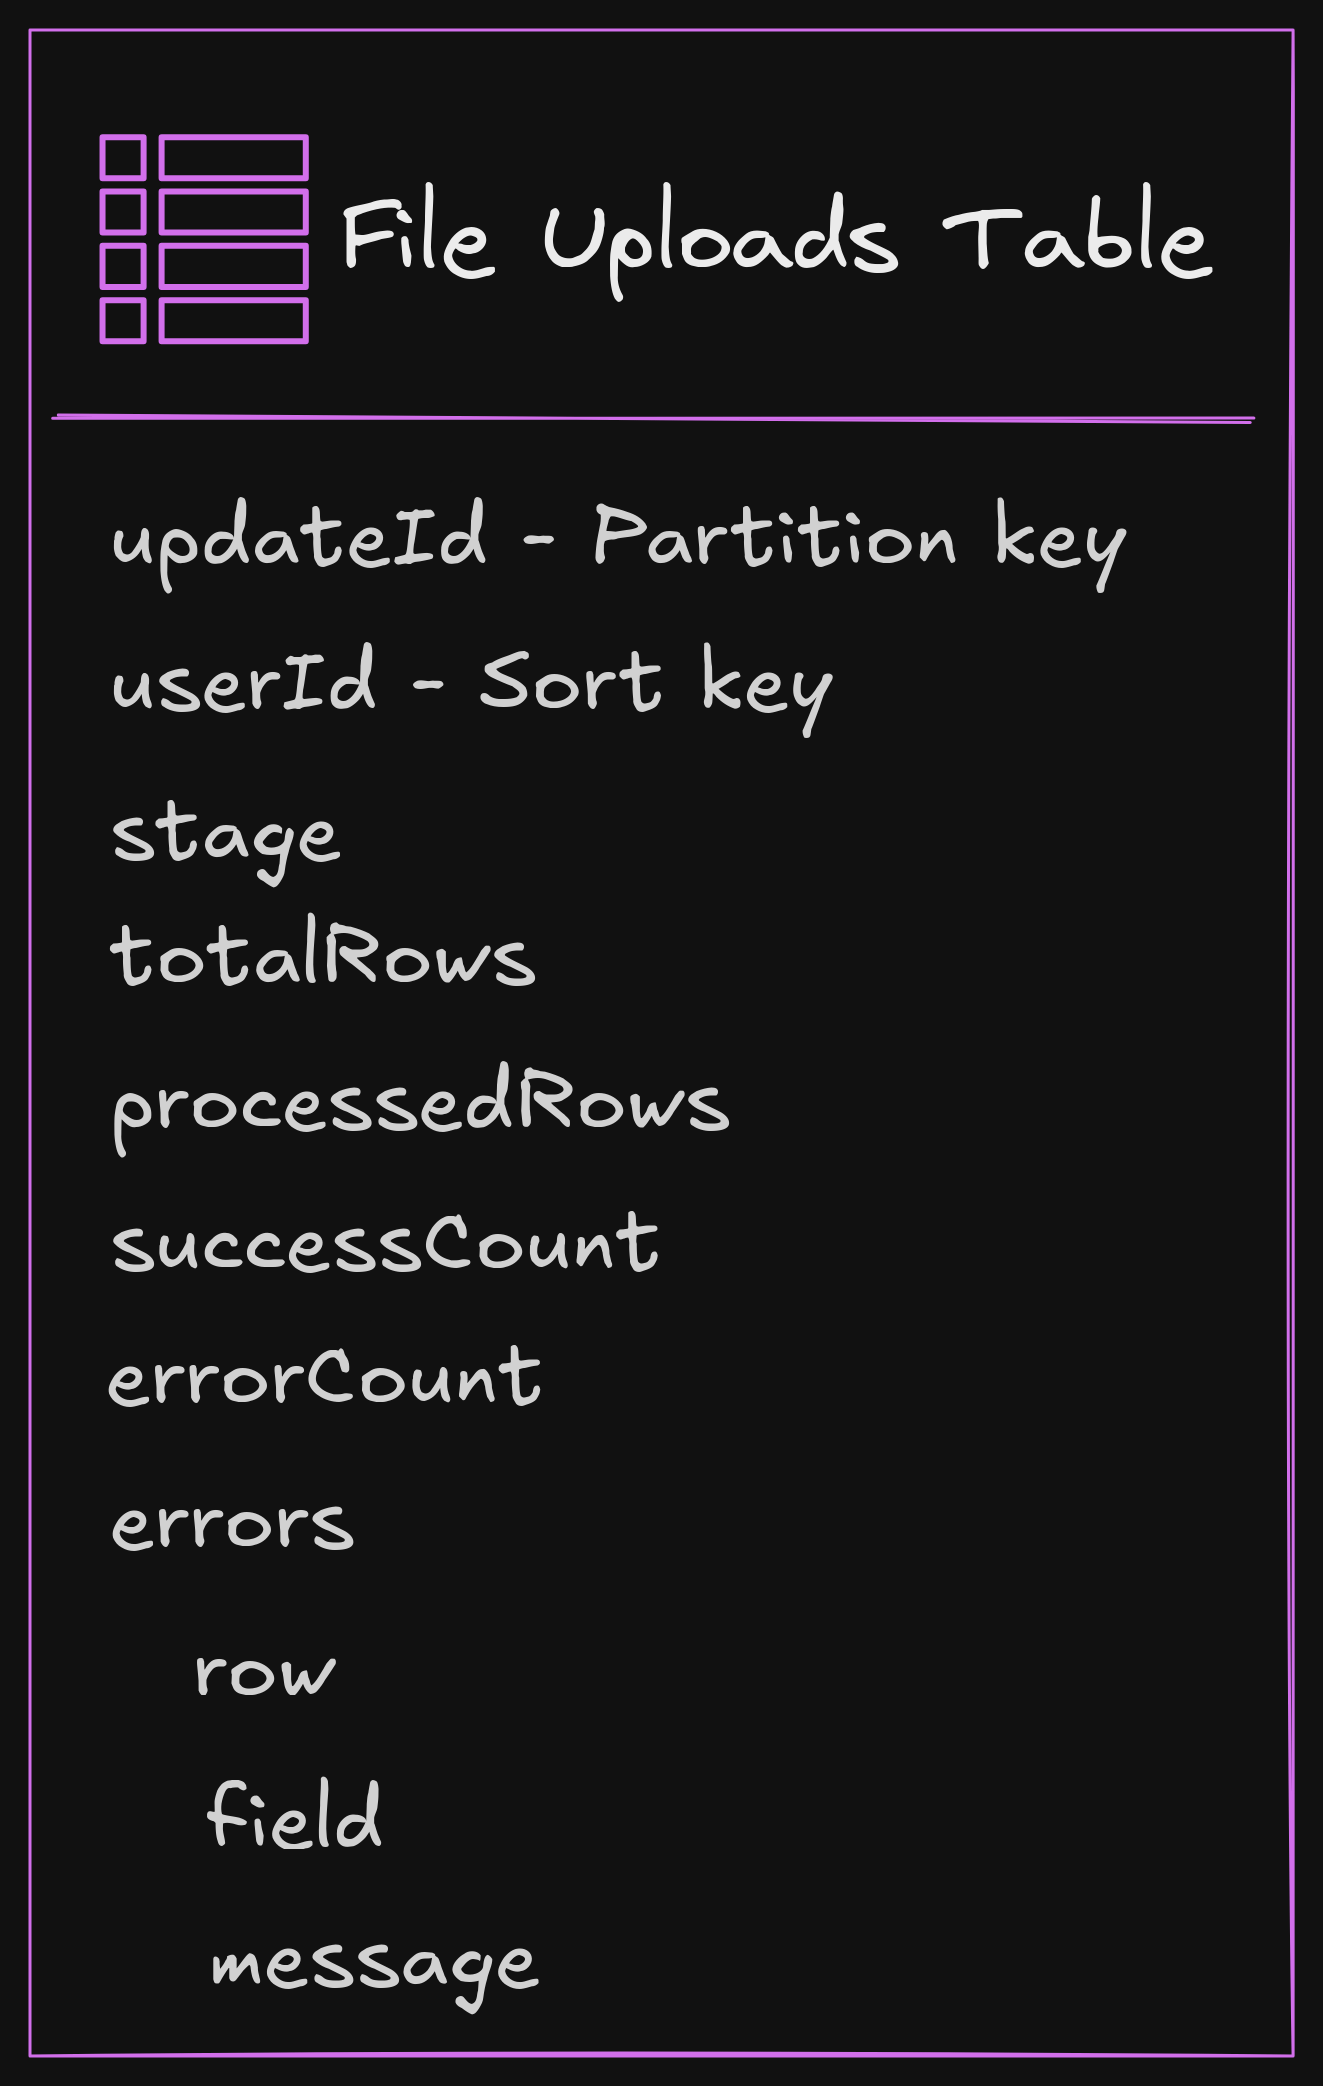 File Uploads Table
updateId - Partition key
userId - Sort key
stage
totalRows
processedRows
successCount
errorCount
errors
row
field
message